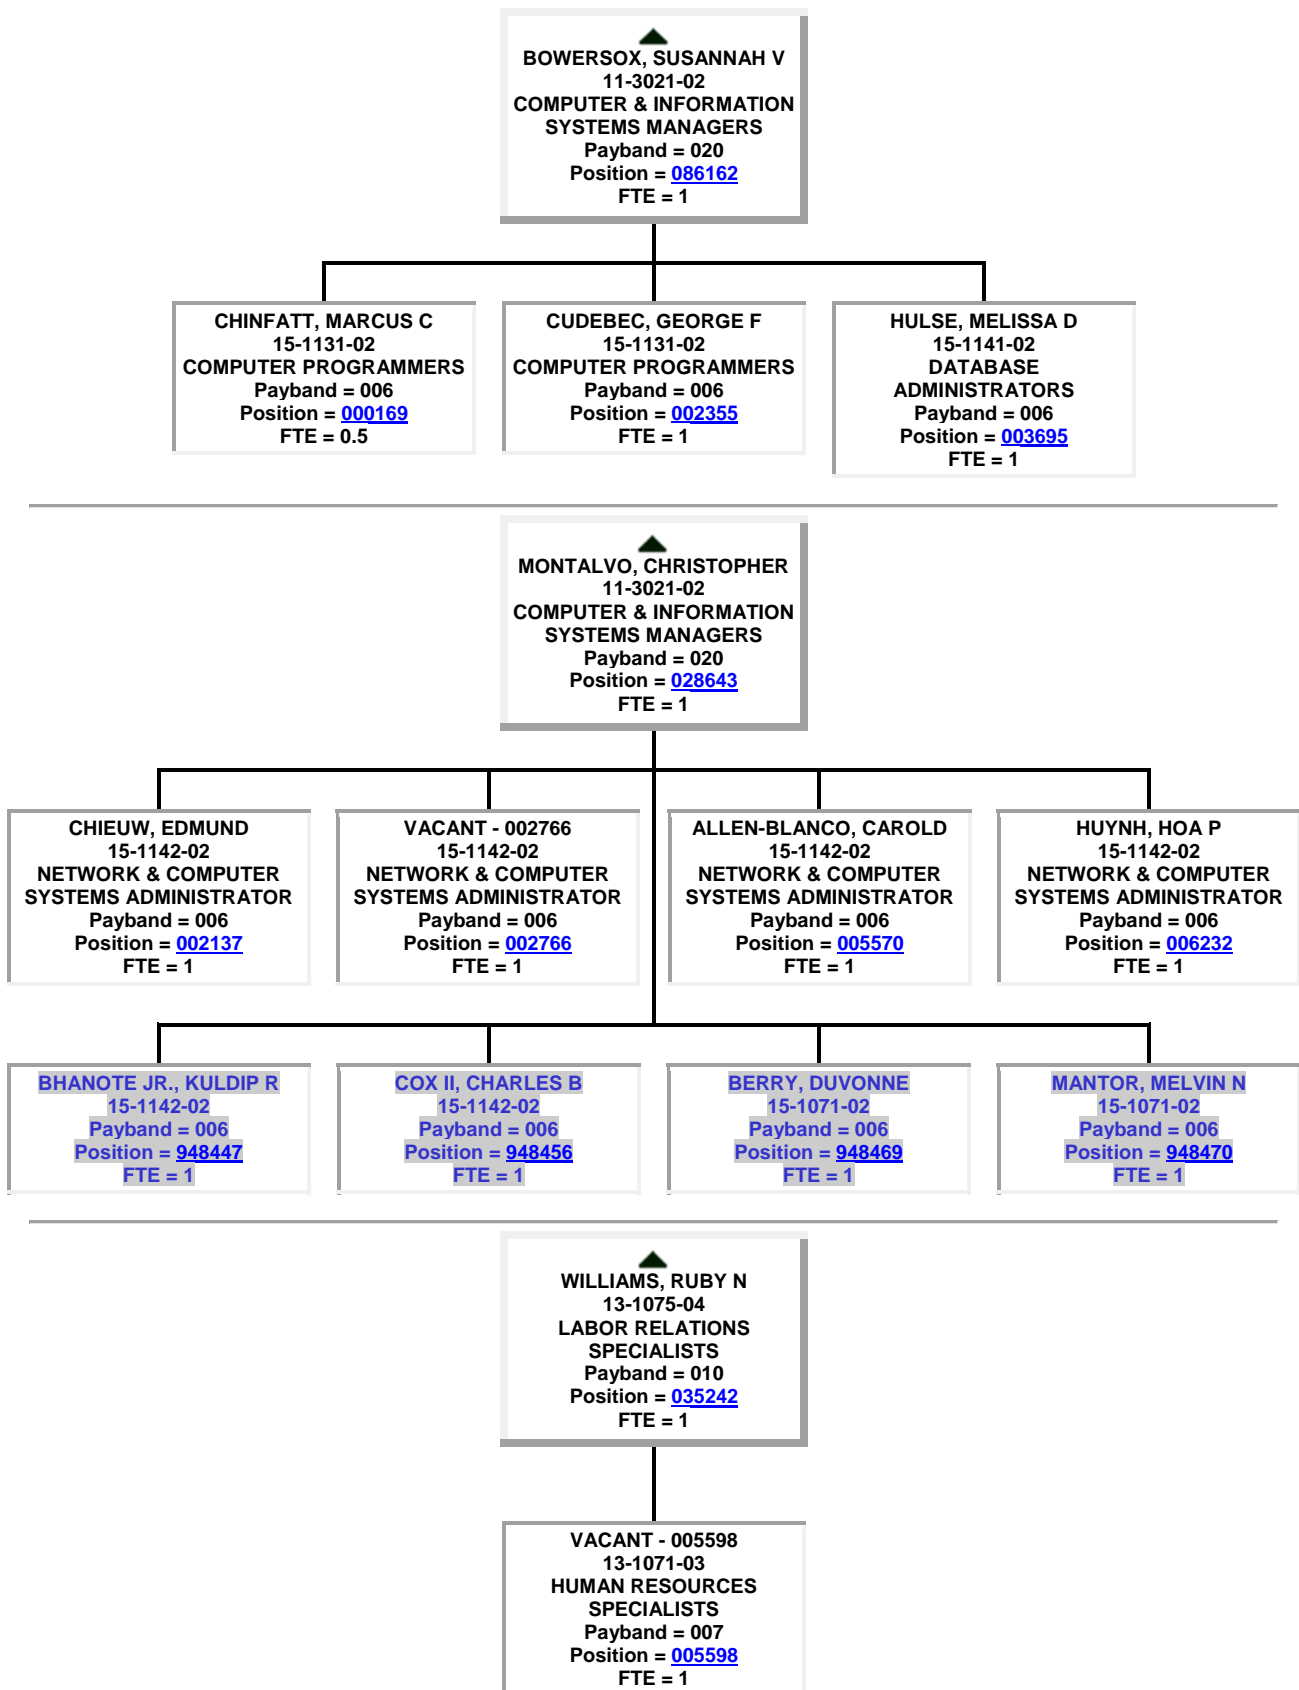 BOWERSOX, SUSANNAH V
11-3021-02
COMPUTER & INFORMATION
SYSTEMS MANAGERS
Payband = 020
Position = 086162
FTE = 1
CHINFATT, MARCUS C
15-1131-02
COMPUTER PROGRAMMERS
Payband = 006
Position = 000169
FTE = 0.5
CUDEBEC, GEORGE F
15-1131-02
COMPUTER PROGRAMMERS
Payband = 006
Position = 002355
FTE = 1
HULSE, MELISSA D
15-1141-02
DATABASE
ADMINISTRATORS
Payband = 006
Position = 003695
FTE = 1
MONTALVO, CHRISTOPHER
11-3021-02
COMPUTER & INFORMATION
SYSTEMS MANAGERS
Payband = 020
Position = 028643
FTE = 1
CHIEUW, EDMUND
15-1142-02
NETWORK & COMPUTER
SYSTEMS ADMINISTRATOR
Payband = 006
Position = 002137
FTE = 1
VACANT - 002766
15-1142-02
NETWORK & COMPUTER
SYSTEMS ADMINISTRATOR
Payband = 006
Position = 002766
FTE = 1
ALLEN-BLANCO, CAROLD
15-1142-02
NETWORK & COMPUTER
SYSTEMS ADMINISTRATOR
Payband = 006
Position = 005570
FTE = 1
HUYNH, HOA P
15-1142-02
NETWORK & COMPUTER
SYSTEMS ADMINISTRATOR
Payband = 006
Position = 006232
FTE = 1
BHANOTE JR., KULDIP R
15-1142-02
Payband = 006
Position = 948447
FTE = 1
COX II, CHARLES B
15-1142-02
Payband = 006
Position = 948456
FTE = 1
BERRY, DUVONNE
15-1071-02
Payband = 006
Position = 948469
FTE = 1
MANTOR, MELVIN N
15-1071-02
Payband = 006
Position = 948470
FTE = 1
WILLIAMS, RUBY N
13-1075-04
LABOR RELATIONS
SPECIALISTS
Payband = 010
Position = 035242
FTE = 1
VACANT - 005598
13-1071-03
HUMAN RESOURCES
SPECIALISTS
Payband = 007
Position = 005598
FTE = 1